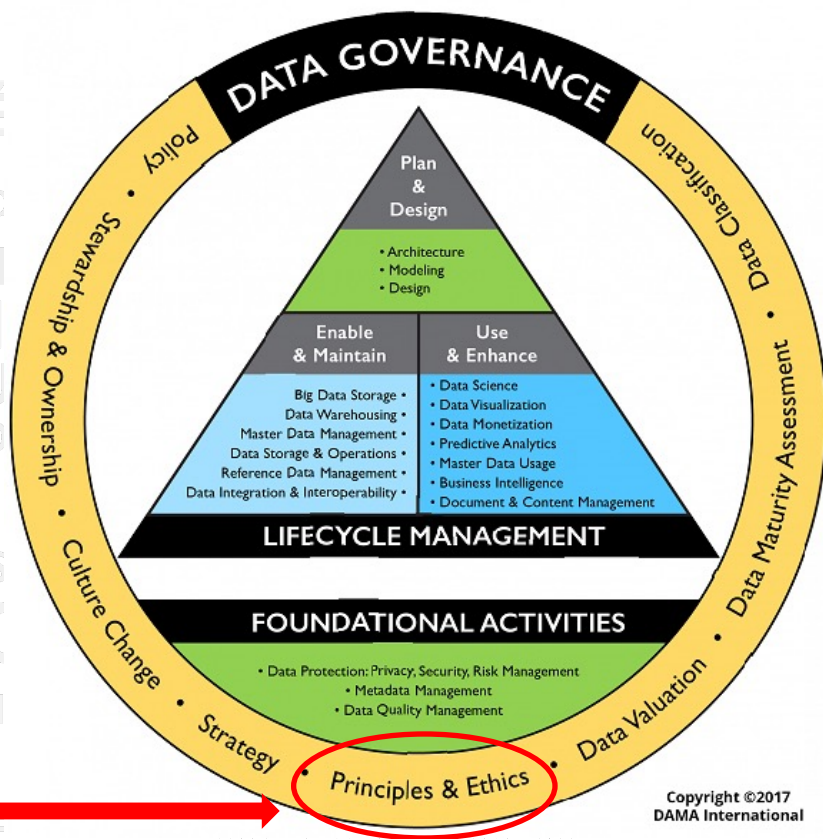 DATA GOVERNANCE
Policy • Stewardship & Ownership • Culture Change • Strategy • Principles & Ethics • Data Valuation • Data Maturity Assessment • Data Classification
Plan
&
Design
• Architecture
• Modeling
• Design
Enable
& Maintain
Big Data Storage •
Data Warehousing •
Master Data Management •
Data Storage & Operations •
Reference Data Management •
Data Integration & Interoperability •
Use
& Enhance
• Data Science
• Data Visualization
• Data Monetization
• Predictive Analytics
• Master Data Usage
• Business Intelligence
• Document & Content Management
LIFECYCLE MANAGEMENT
FOUNDATIONAL ACTIVITIES
• Data Protection: Privacy, Security, Risk Management
• Metadata Management
• Data Quality Management
Copyright ©2017
DAMA International